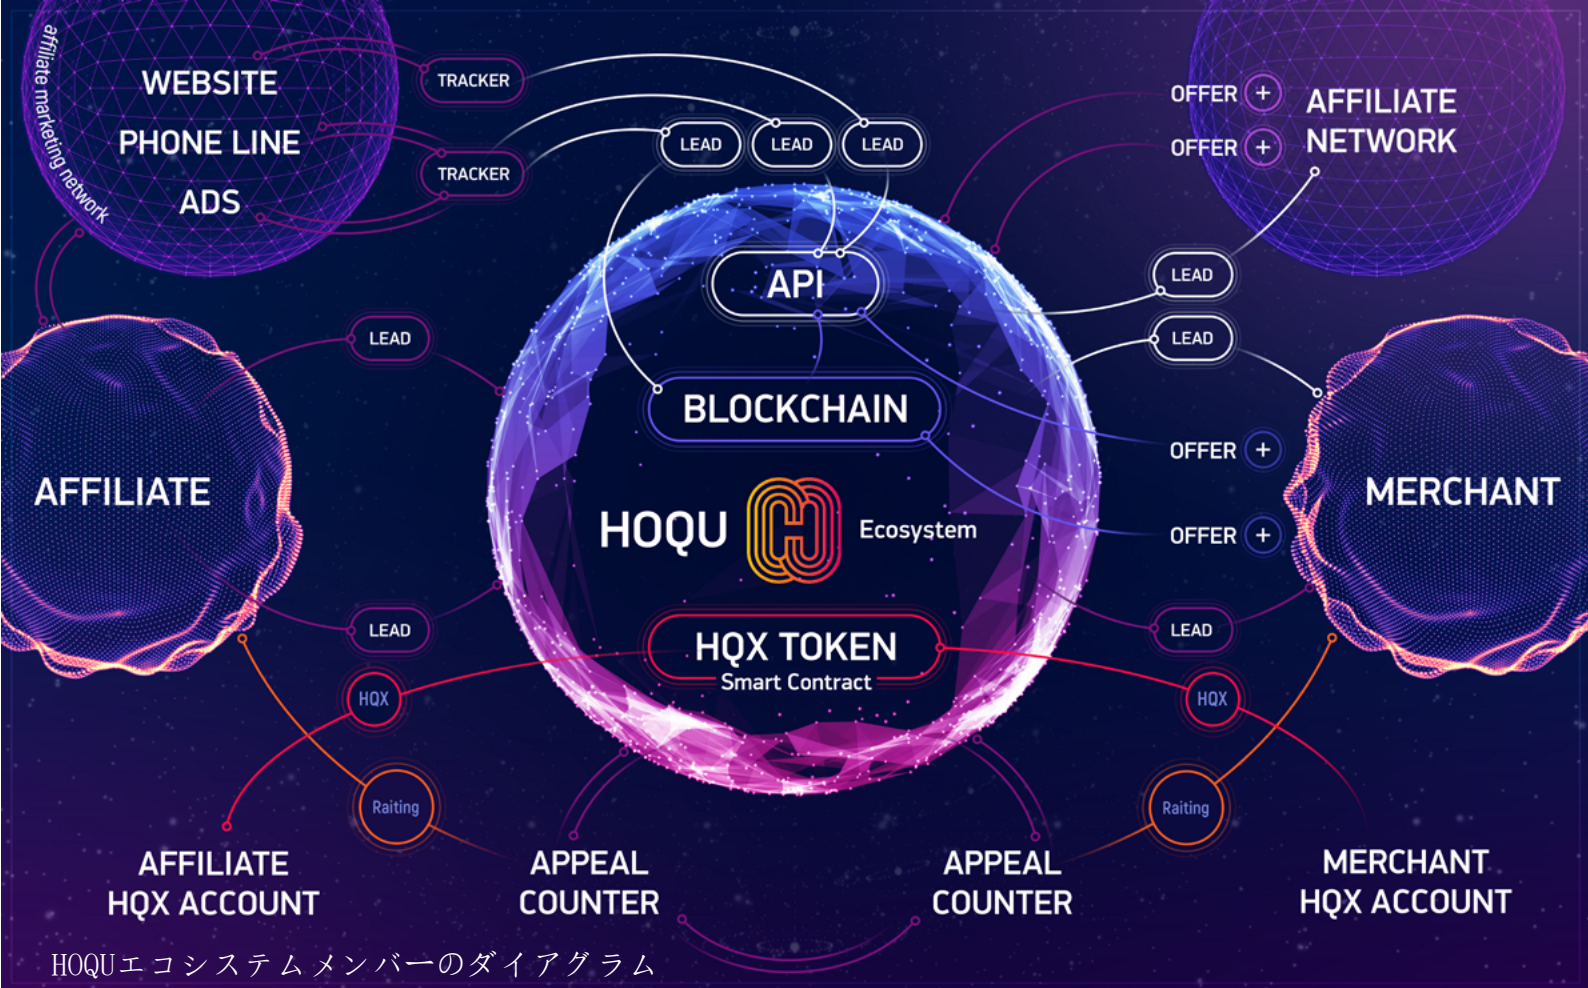 affiliate marketing network
WEBSITE
PHONE LINE
ADS
TRACKER
TRACKER
LEAD
LEAD
LEAD
OFFER +
OFFER +
AFFILIATE
NETWORK
API
LEAD
LEAD
LEAD
BLOCKCHAIN
OFFER +
AFFILIATE
MERCHANT
HOQU
Ecosystem
OFFER +
LEAD
HQX TOKEN
Smart Contract
LEAD
HQX
HQX
Raiting
Raiting
AFFILIATE
HQX ACCOUNT
APPEAL
COUNTER
APPEAL
COUNTER
MERCHANT
HQX ACCOUNT
HOQUエコシステムメンバーのダイアグラム